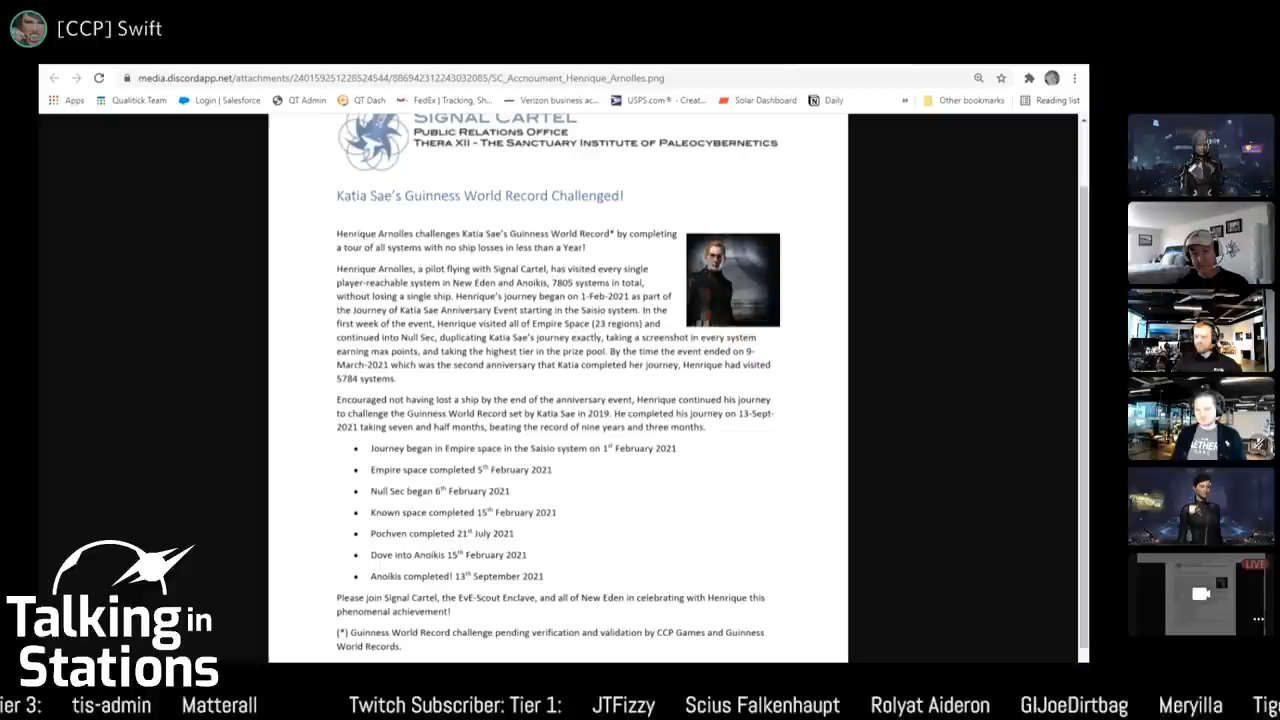 [CCP] Swift
media.discordapp.net/attachments/240159251228524544/886942312243032085/SC_Accnoument_Henrique_Arnolles.png
Apps Qualitick Team Login | Salesforce QT Admin QT Dash FedEx | Tracking, Sh... Verizon business ac... USPS.com® - Creat... Solar Dashboard Daily » Other bookmarks Reading list
Signal Cartel
Public Relations Office
Thera XII - The Sanctuary Institute of Paleocybernetics
Katia Sae's Guinness World Record Challenged!
Henrique Arnolles challenges Katia Sae's Guinness World Record* by completing
a tour of all systems with no ship losses in less than a Year!
Henrique Arnolles, a pilot flying with Signal Cartel, has visited every single
player-reachable system in New Eden and Anoikis, 7805 systems in total,
without losing a single ship. Henrique's journey began on 1-Feb-2021 as part of
the Journey of Katia Sae Anniversary Event starting in the Saisio system. In the
first week of the event, Henrique visited all of Empire Space (23 regions) and
continued into Null Sec, duplicating Katia Sae's journey exactly, taking a screenshot in every system
earning max points, and taking the highest tier in the prize pool. By the time the event ended on 9-
March-2021 which was the second anniversary that Katia completed her journey, Henrique had visited
5784 systems.
Encouraged not having lost a ship by the end of the anniversary event, Henrique continued his journey
to challenge the Guinness World Record set by Katia Sae in 2019. He completed his journey on 13-Sept-
2021 taking seven and half months, beating the record of nine years and three months.
• Journey began in Empire space in the Saisio system on 1st February 2021
• Empire space completed 5th February 2021
• Null Sec began 6th February 2021
• Known space completed 15th February 2021
• Pochven completed 21st July 2021
• Dove into Anoikis 15th February 2021
• Anoikis completed! 13th September 2021
Please join Signal Cartel, the EvE-Scout Enclave, and all of New Eden in celebrating with Henrique this
phenomenal achievement!
(*) Guinness World Record challenge pending verification and validation by CCP Games and Guinness
World Records.
LIVE
Talking in
Stations
ier 3: tis-admin Matterall Twitch Subscriber: Tier 1: JTFizzy Scius Falkenhaupt Rolyat Aideron GIJoeDirtbag Meryilla Tig